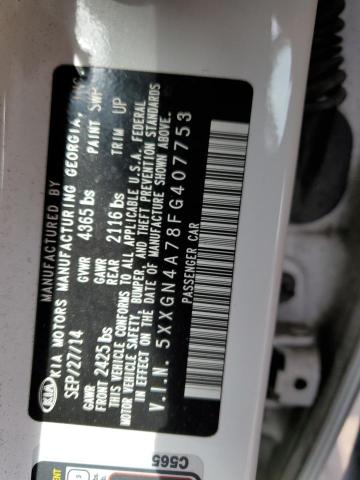 MANUFACTURED BY
KIA MOTORS MANUFACTURING GEORGIA, INC.
SEP/27/14 GVWR 4365 lbs PAINT SWP
GAWR FRONT 2425 lbs GAWR REAR 2116 lbs TRIM UP
THIS VEHICLE CONFORMS TO ALL APPLICABLE U.S.A. FEDERAL
MOTOR VEHICLE SAFETY, BUMPER, AND THEFT PREVENTION STANDARDS
IN EFFECT ON THE DATE OF MANUFACTURE SHOWN ABOVE.
V.I.N. 5XXGN4A78FG407753
PASSENGER CAR
C565